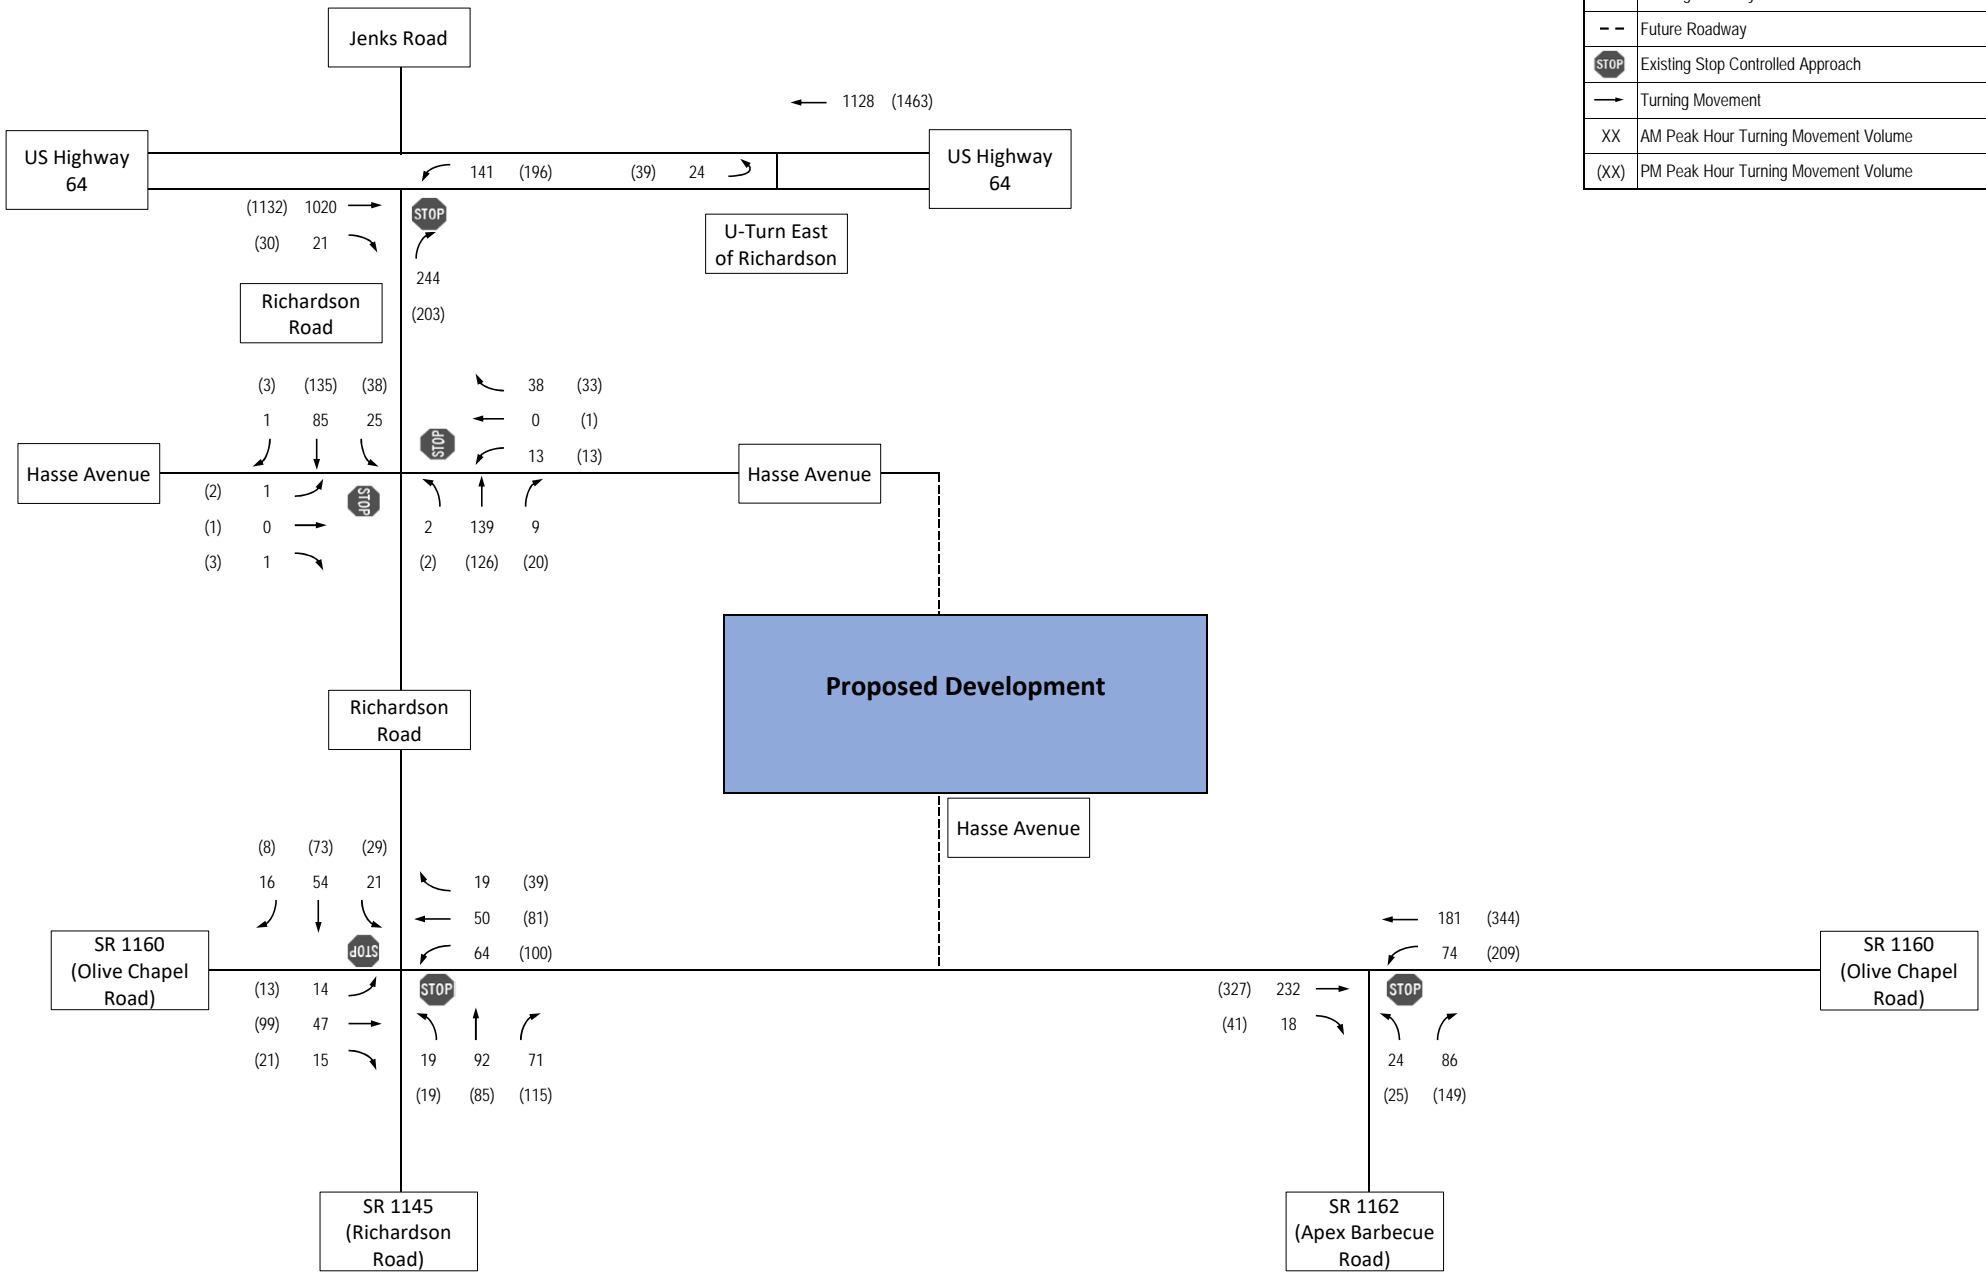 Jenks Road
Future Roadway
STOP Existing Stop Controlled Approach
1128 (1463)
Turning Movement
US Highway
64
141 (196) (39) 24
US Highway
64
XX AM Peak Hour Turning Movement Volume
(XX) PM Peak Hour Turning Movement Volume
(1132) 1020
STOP
(30) 21
U-Turn East
of Richardson
244
(203)
Richardson
Road
(3) (135) (38) 38 (33)
1 85 25 0 (1)
STOP
13 (13)
Hasse Avenue
Hasse Avenue
(2) 1
STOP
(1) 0 2 139 9
(3) 1 (2) (126) (20)
Proposed Development
Richardson
Road
Hasse Avenue
(8) (73) (29)
16 54 21 19 (39)
50 (81) 181 (344)
STOP
64 (100) 74 (209)
SR 1160
(Olive Chapel
Road)
SR 1160
(Olive Chapel
Road)
(13) 14 STOP (327) 232 STOP
(99) 47 (41) 18
(21) 15 19 92 71 24 86
(19) (85) (115) (25) (149)
SR 1145
(Richardson
Road)
SR 1162
(Apex Barbecue
Road)